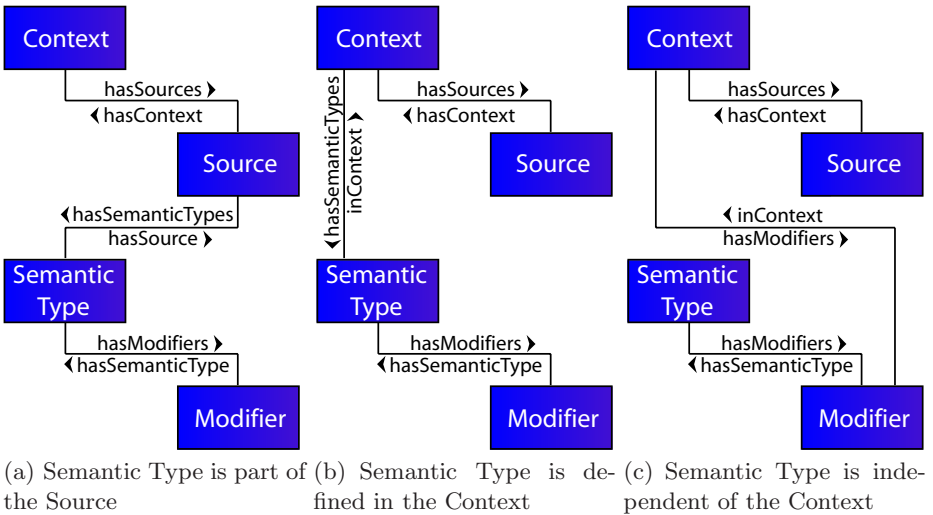 Context
hasSources
hasContext
Source
hasSemanticTypes
hasSource
Semantic
Type
hasModifiers
hasSemanticType
Modifier
(a) Semantic Type is part of
the Source
Context
hasSources
hasContext
hasSemanticTypes
inContext
Source
Semantic
Type
hasModifiers
hasSemanticType
Modifier
(b) Semantic Type is de-
fined in the Context
Context
hasSources
hasContext
Source
inContext
hasModifiers
Semantic
Type
hasModifiers
hasSemanticType
Modifier
(c) Semantic Type is inde-
pendent of the Context